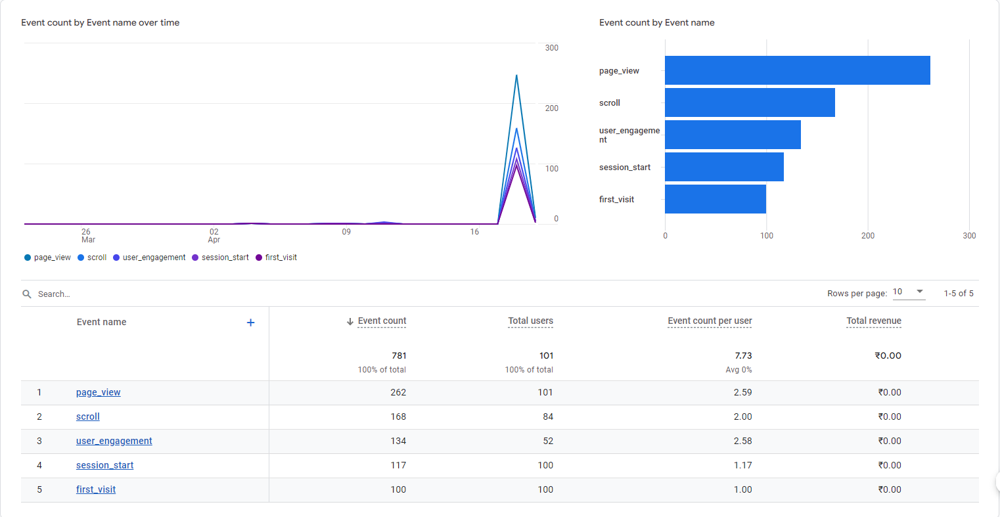 Event count by Event name over time
300
200
100
0
26
Mar
02
Apr
09
16
page_view scroll user_engagement session_start first_visit
Event count by Event name
page_view
scroll
user_engageme
nt
session_start
first_visit
0 100 200 300
Search...
Rows per page: 10 1-5 of 5
Event name + ↓ Event count Total users Event count per user Total revenue
781 101 7.73 ₹0.00
100% of total 100% of total Avg 0%
1 page_view 262 101 2.59 ₹0.00
2 scroll 168 84 2.00 ₹0.00
3 user_engagement 134 52 2.58 ₹0.00
4 session_start 117 100 1.17 ₹0.00
5 first_visit 100 100 1.00 ₹0.00